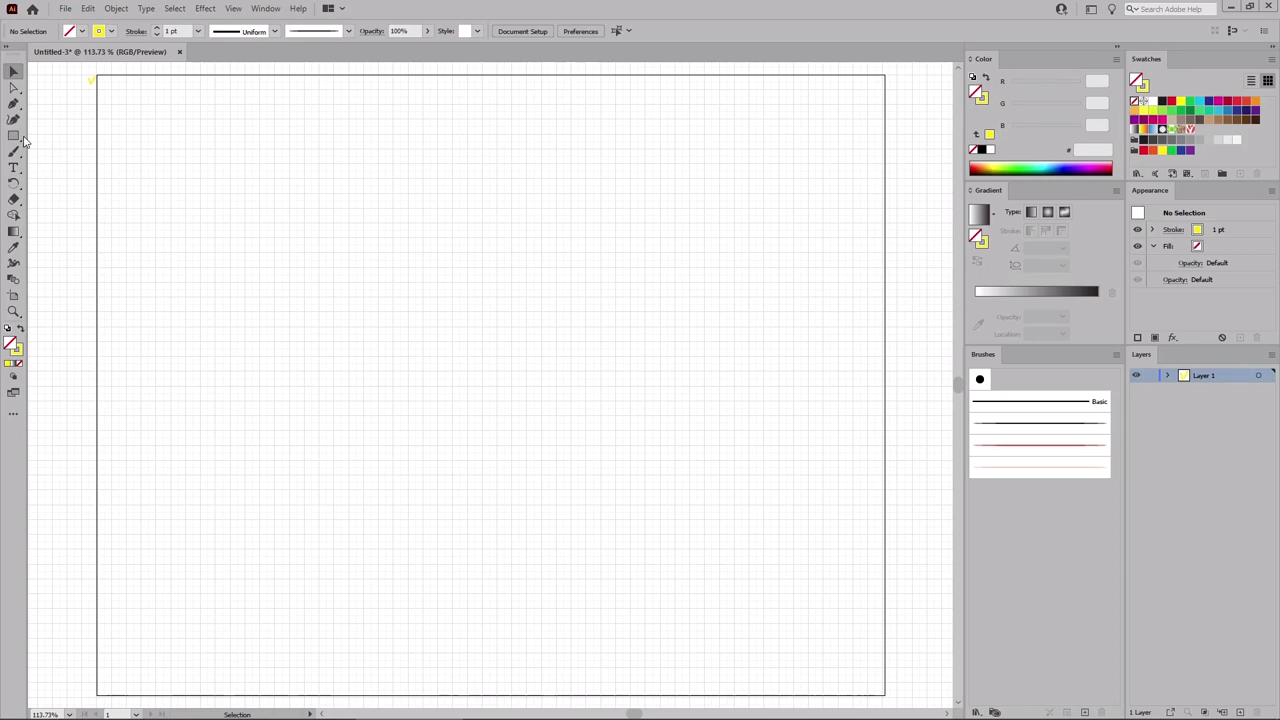 Ai File Edit Object Type Select Effect View Window Help Search Adobe Help
No Selection Stroke: 1 pt Uniform Opacity: 100% Style: Document Setup Preferences
Untitled-3* @ 113.73 % (RGB/Preview)
Color
R
G
B
#
Swatches
Gradient
Type:
Stroke:
Opacity:
Location:
Appearance
No Selection
Stroke: 1 pt
Fill:
Opacity: Default
Opacity: Default
Brushes
Basic
Layers
Layer 1
113.73% 1 Selection
1 Layer